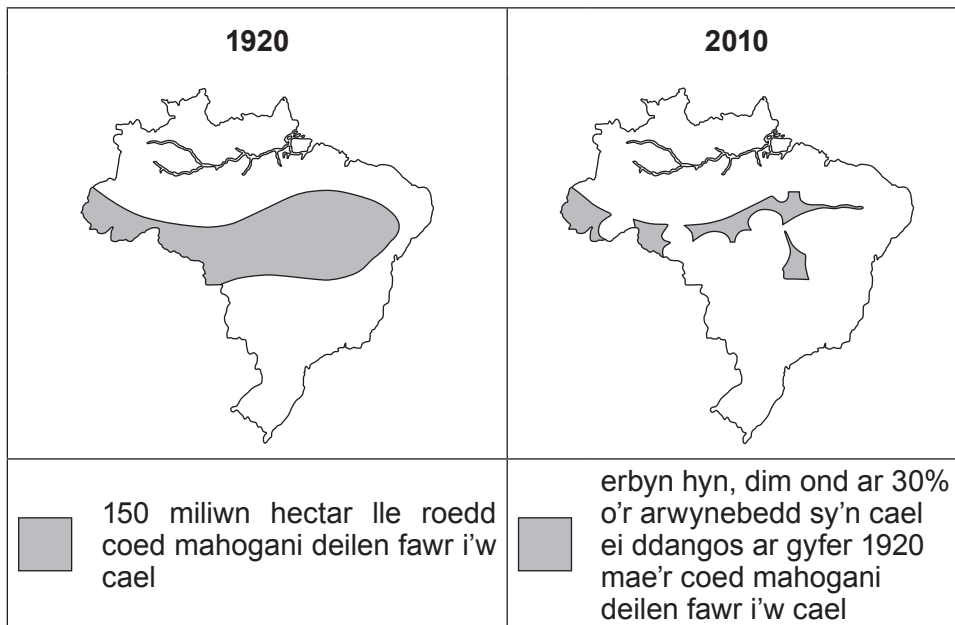 1920
2010
150 miliwn hectar lle roedd
coed mahogani deilen fawr i'w
cael
erbyn hyn, dim ond ar 30%
o'r arwynebedd sy'n cael
ei ddangos ar gyfer 1920
mae'r coed mahogani
deilen fawr i'w cael